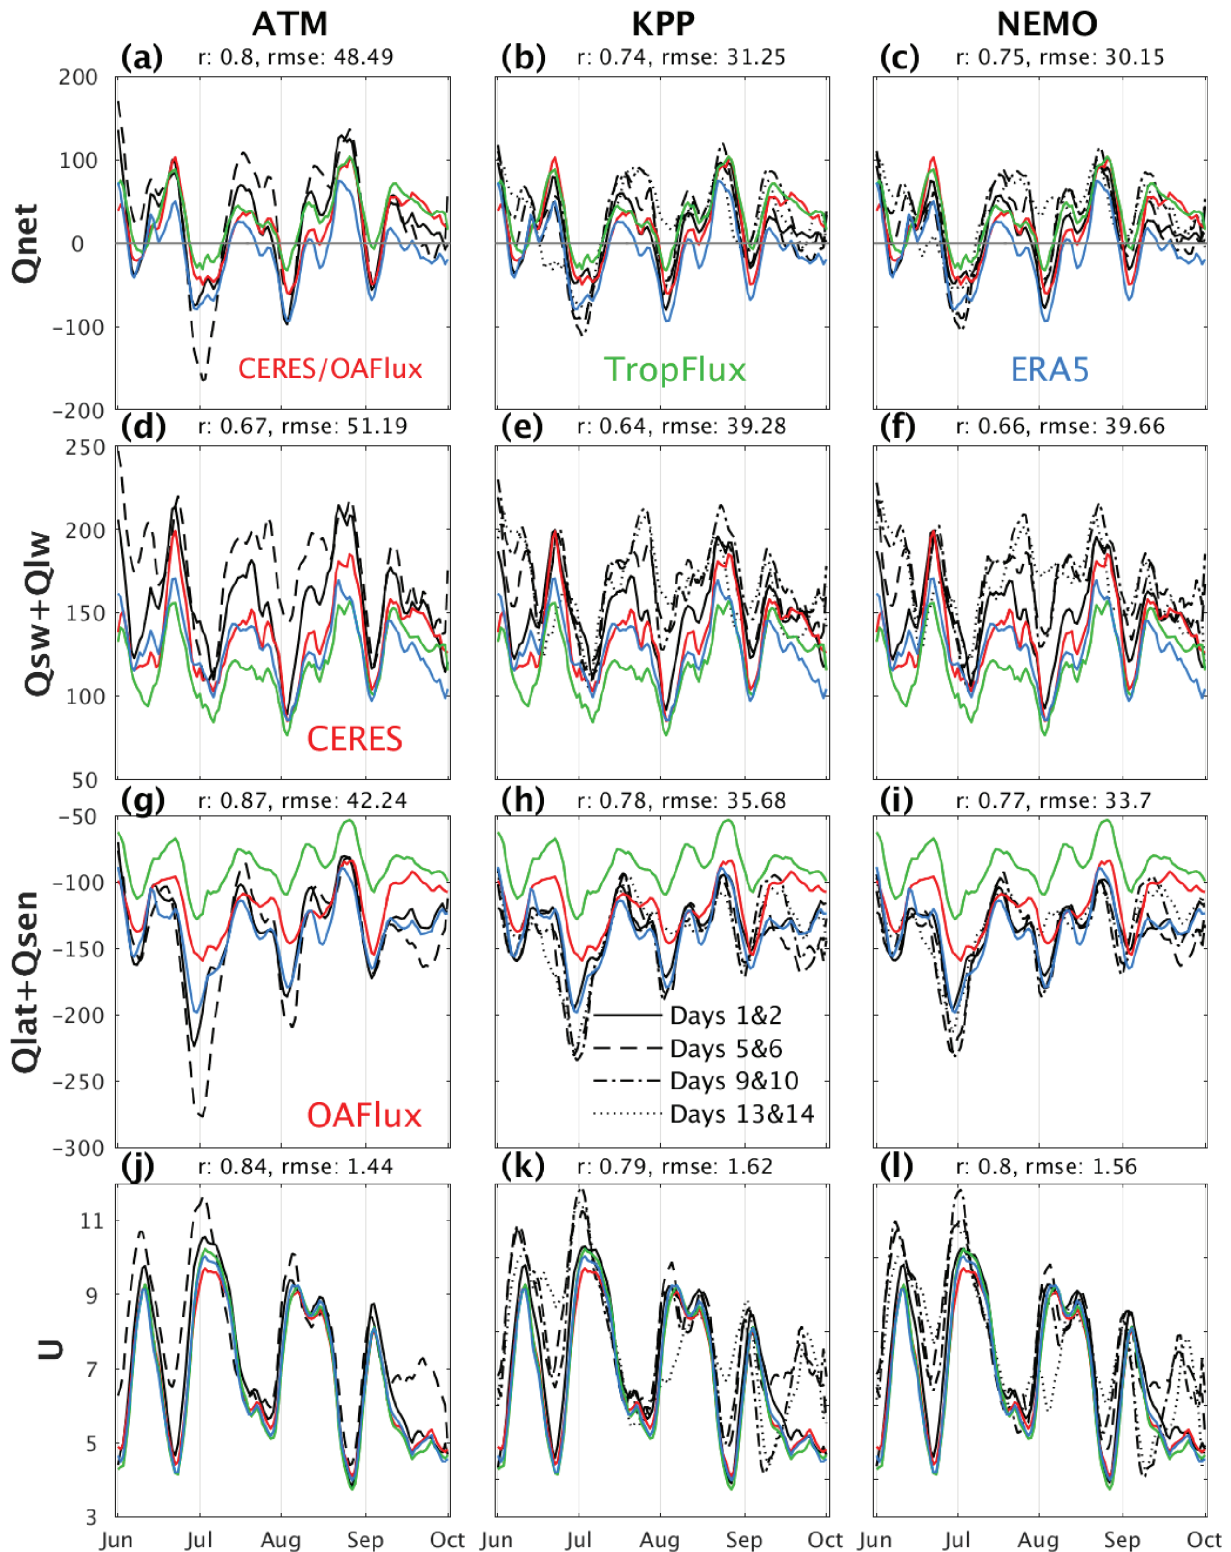 ATM KPP NEMO
(a) r: 0.8, rmse: 48.49 (b) r: 0.74, rmse: 31.25 (c) r: 0.75, rmse: 30.15
Qnet
200
100
0
−100
−200
CERES/OAFlux TropFlux ERA5
(d) r: 0.67, rmse: 51.19 (e) r: 0.64, rmse: 39.28 (f) r: 0.66, rmse: 39.66
Qsw+Qlw
250
200
150
100
50
CERES
(g) r: 0.87, rmse: 42.24 (h) r: 0.78, rmse: 35.68 (i) r: 0.77, rmse: 33.7
Qlat+Qsen
−50
−100
−150
−200
−250
−300
OAFlux
Days 1&2
Days 5&6
Days 9&10
Days 13&14
(j) r: 0.84, rmse: 1.44 (k) r: 0.79, rmse: 1.62 (l) r: 0.8, rmse: 1.56
U
11
9
7
5
3
Jun Jul Aug Sep Oct Jun Jul Aug Sep Oct Jun Jul Aug Sep Oct